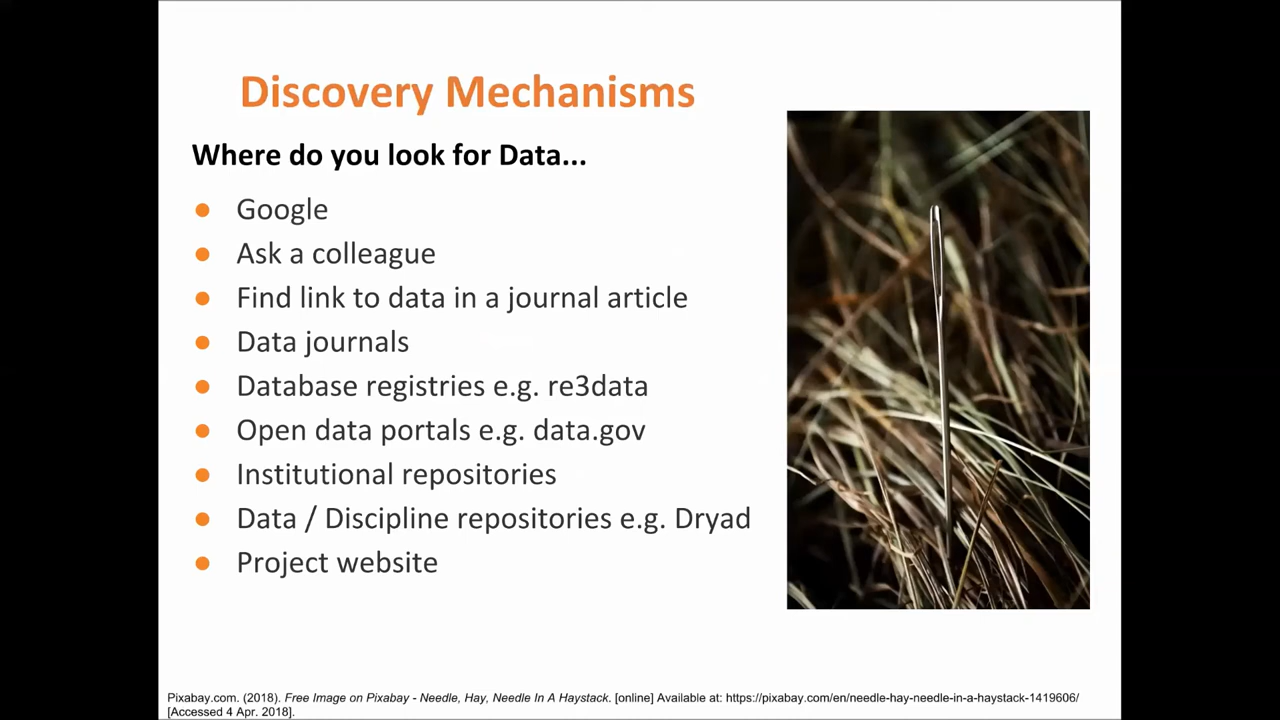 Discovery Mechanisms
Where do you look for Data...
● Google
● Ask a colleague
● Find link to data in a journal article
● Data journals
● Database registries e.g. re3data
● Open data portals e.g. data.gov
● Institutional repositories
● Data / Discipline repositories e.g. Dryad
● Project website
Pixabay.com. (2018). Free Image on Pixabay - Needle, Hay, Needle In A Haystack. [online] Available at: https://pixabay.com/en/needle-hay-needle-in-a-haystack-1419606/
[Accessed 4 Apr. 2018].